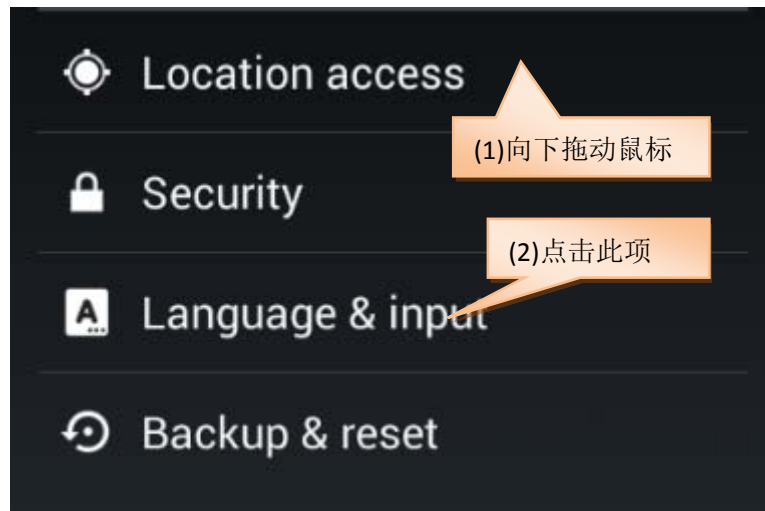 Location access
(1)向下拖动鼠标
Security
(2)点击此项
Language & input
Backup & reset